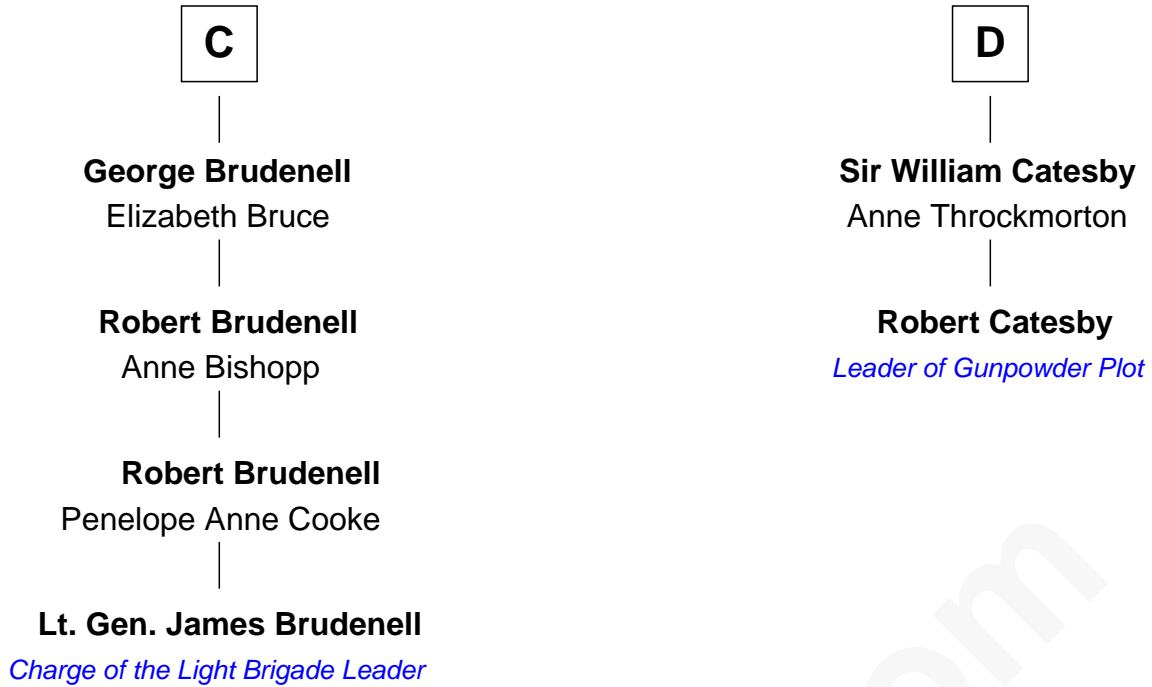 C
George Brudenell
Elizabeth Bruce
Robert Brudenell
Anne Bishopp
Robert Brudenell
Penelope Anne Cooke
Lt. Gen. James Brudenell
Charge of the Light Brigade Leader
D
Sir William Catesby
Anne Throckmorton
Robert Catesby
Leader of Gunpowder Plot
om